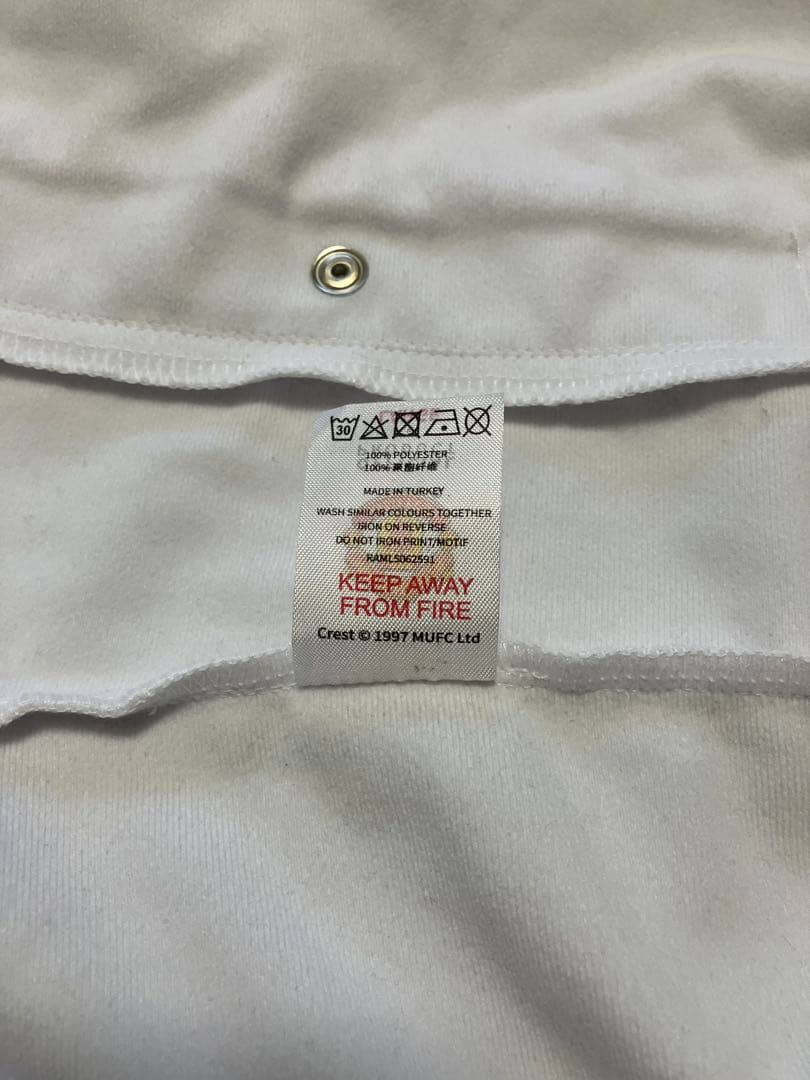 30
100% POLYESTER
100% 聚酯纤维
MADE IN TURKEY
WASH SIMILAR COLOURS TOGETHER
IRON ON REVERSE
DO NOT IRON PRINT/MOTIF
RAMLS062591
KEEP AWAY
FROM FIRE
Crest © 1997 MUFC Ltd